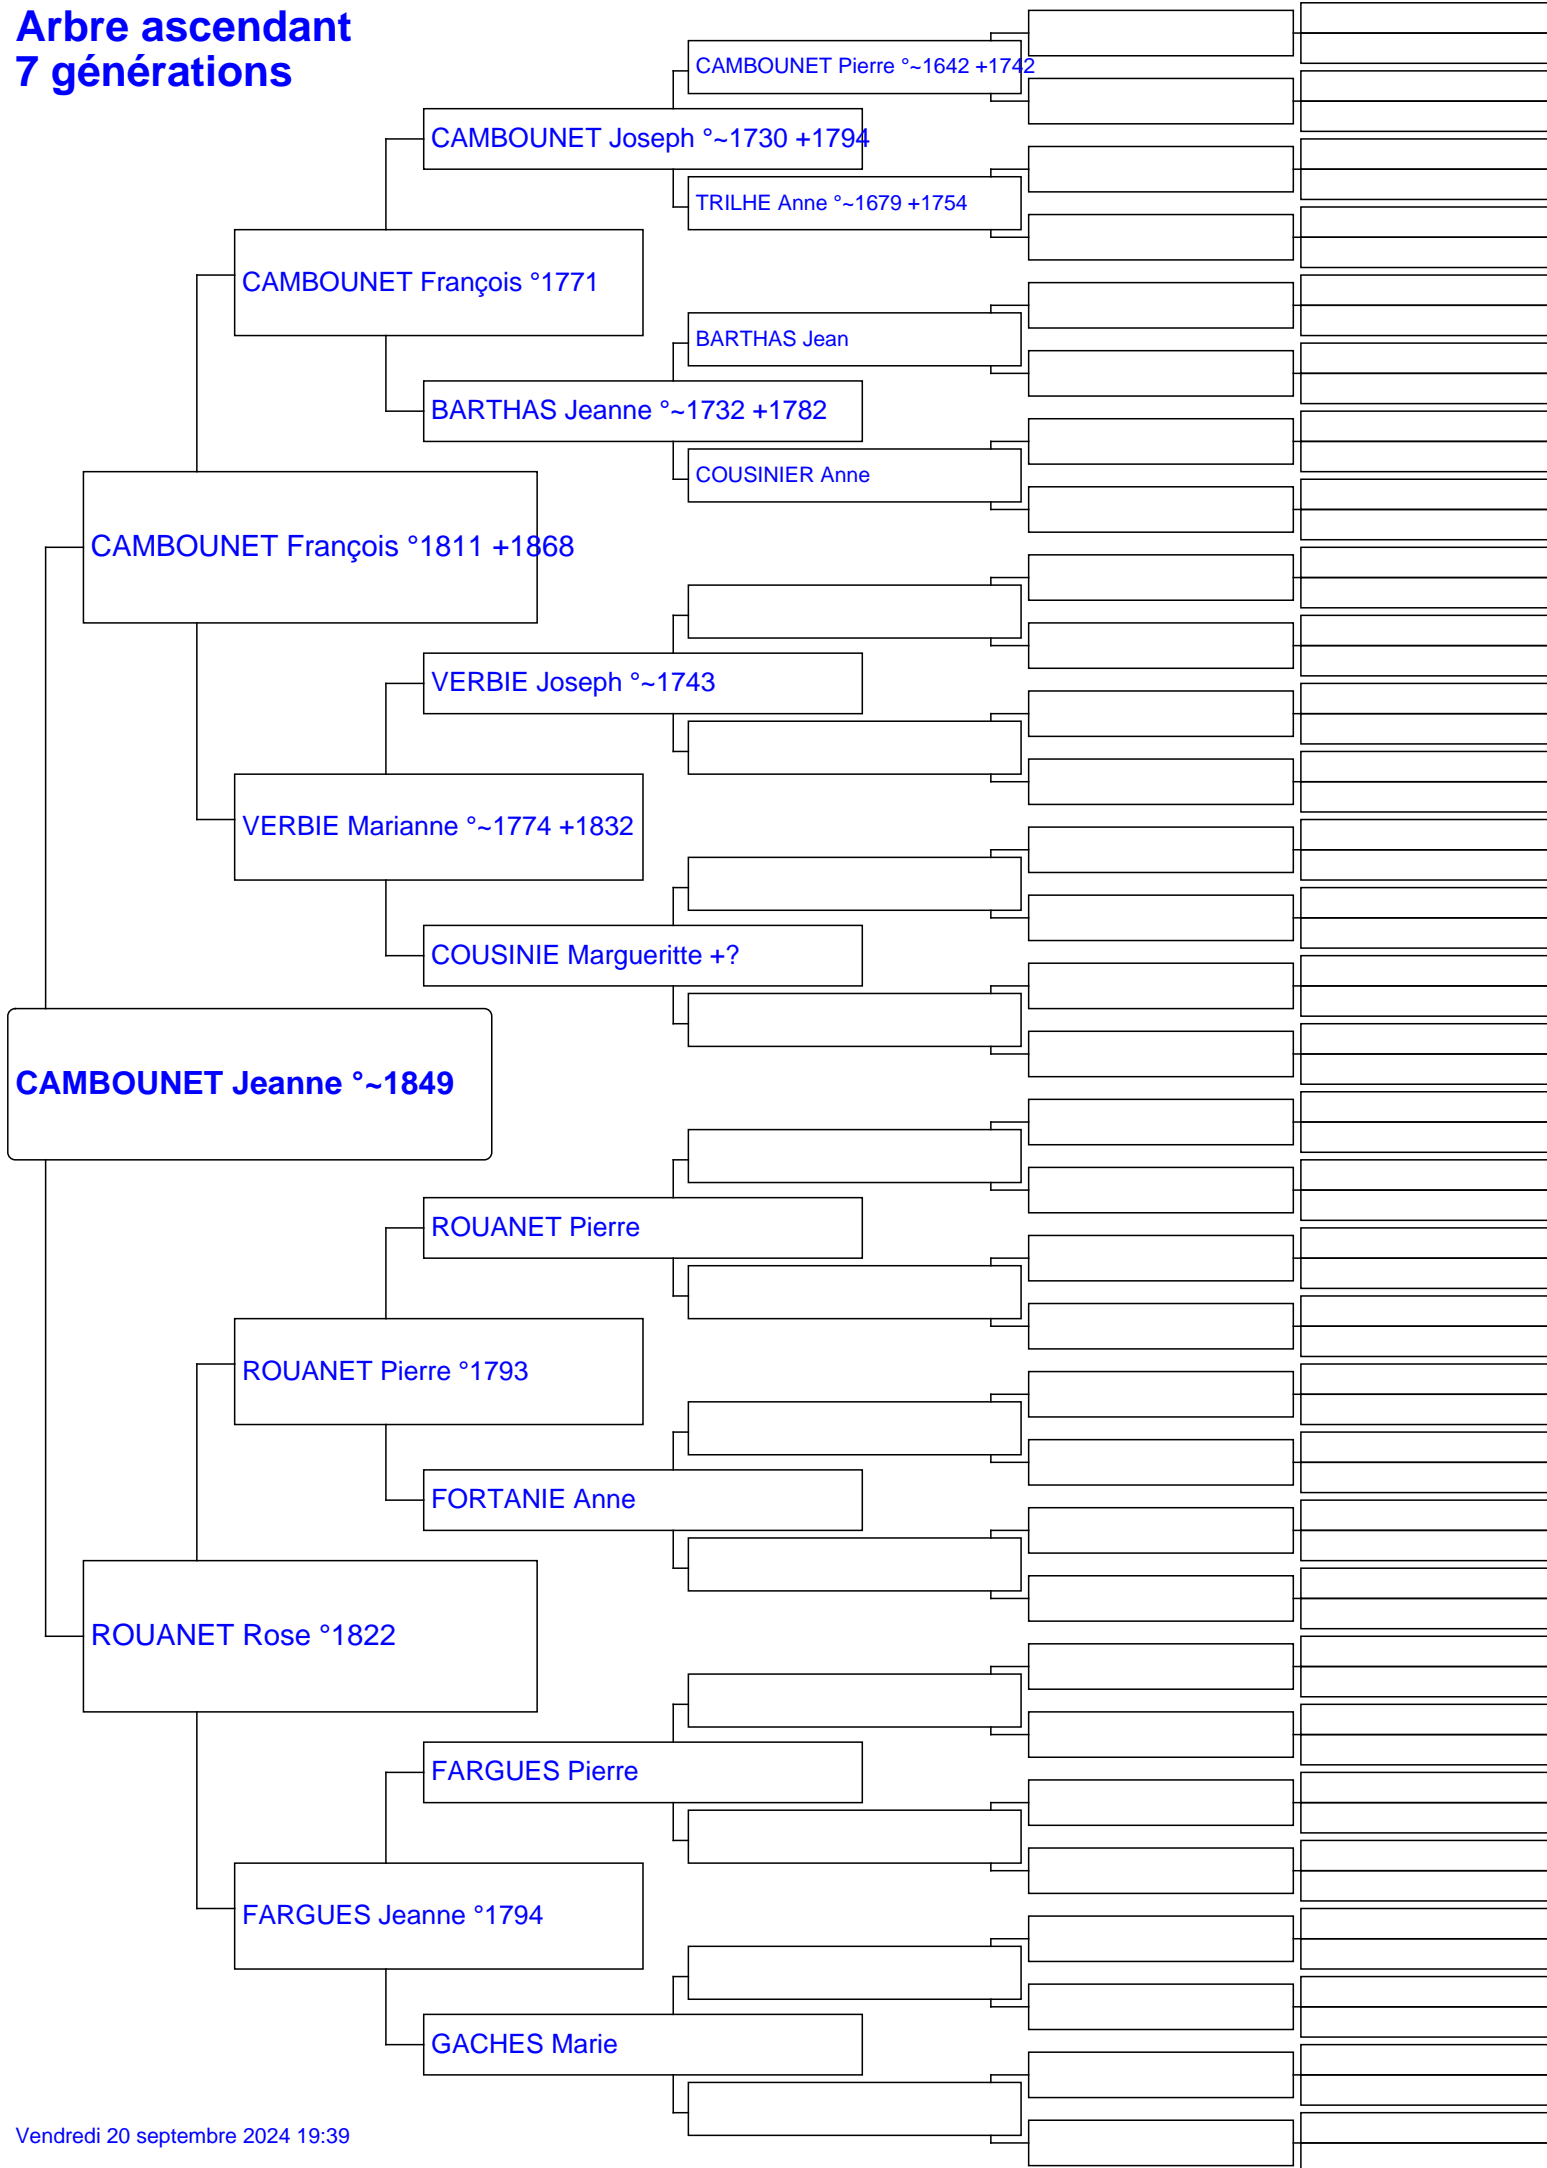 Arbre ascendant
7 générations
CAMBOUNET Pierre °~1642 +1742
CAMBOUNET Joseph °~1730 +1794
TRILHE Anne °~1679 +1754
CAMBOUNET François °1771
BARTHAS Jean
BARTHAS Jeanne °~1732 +1782
COUSINIER Anne
CAMBOUNET François °1811 +1868
VERBIE Joseph °~1743
VERBIE Marianne °~1774 +1832
COUSINIE Margueritte +?
CAMBOUNET Jeanne °~1849
ROUANET Pierre
ROUANET Pierre °1793
FORTANIE Anne
ROUANET Rose °1822
FARGUES Pierre
FARGUES Jeanne °1794
GACHES Marie
Vendredi 20 septembre 2024 19:39